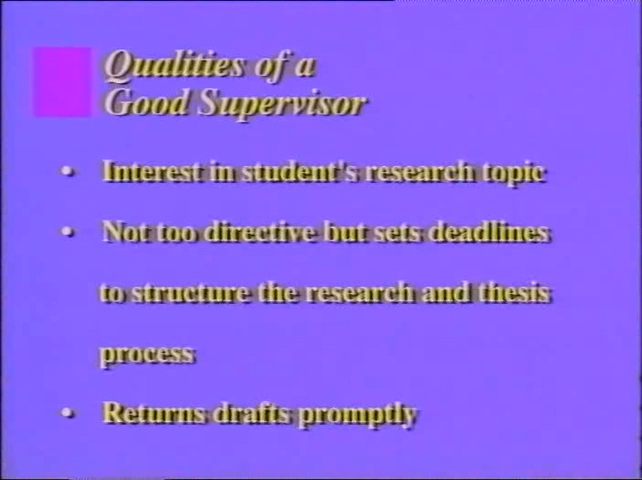 Qualities of a
Good Supervisor
• Interest in student's research topic
• Not too directive but sets deadlines
to structure the research and thesis
process
• Returns drafts promptly